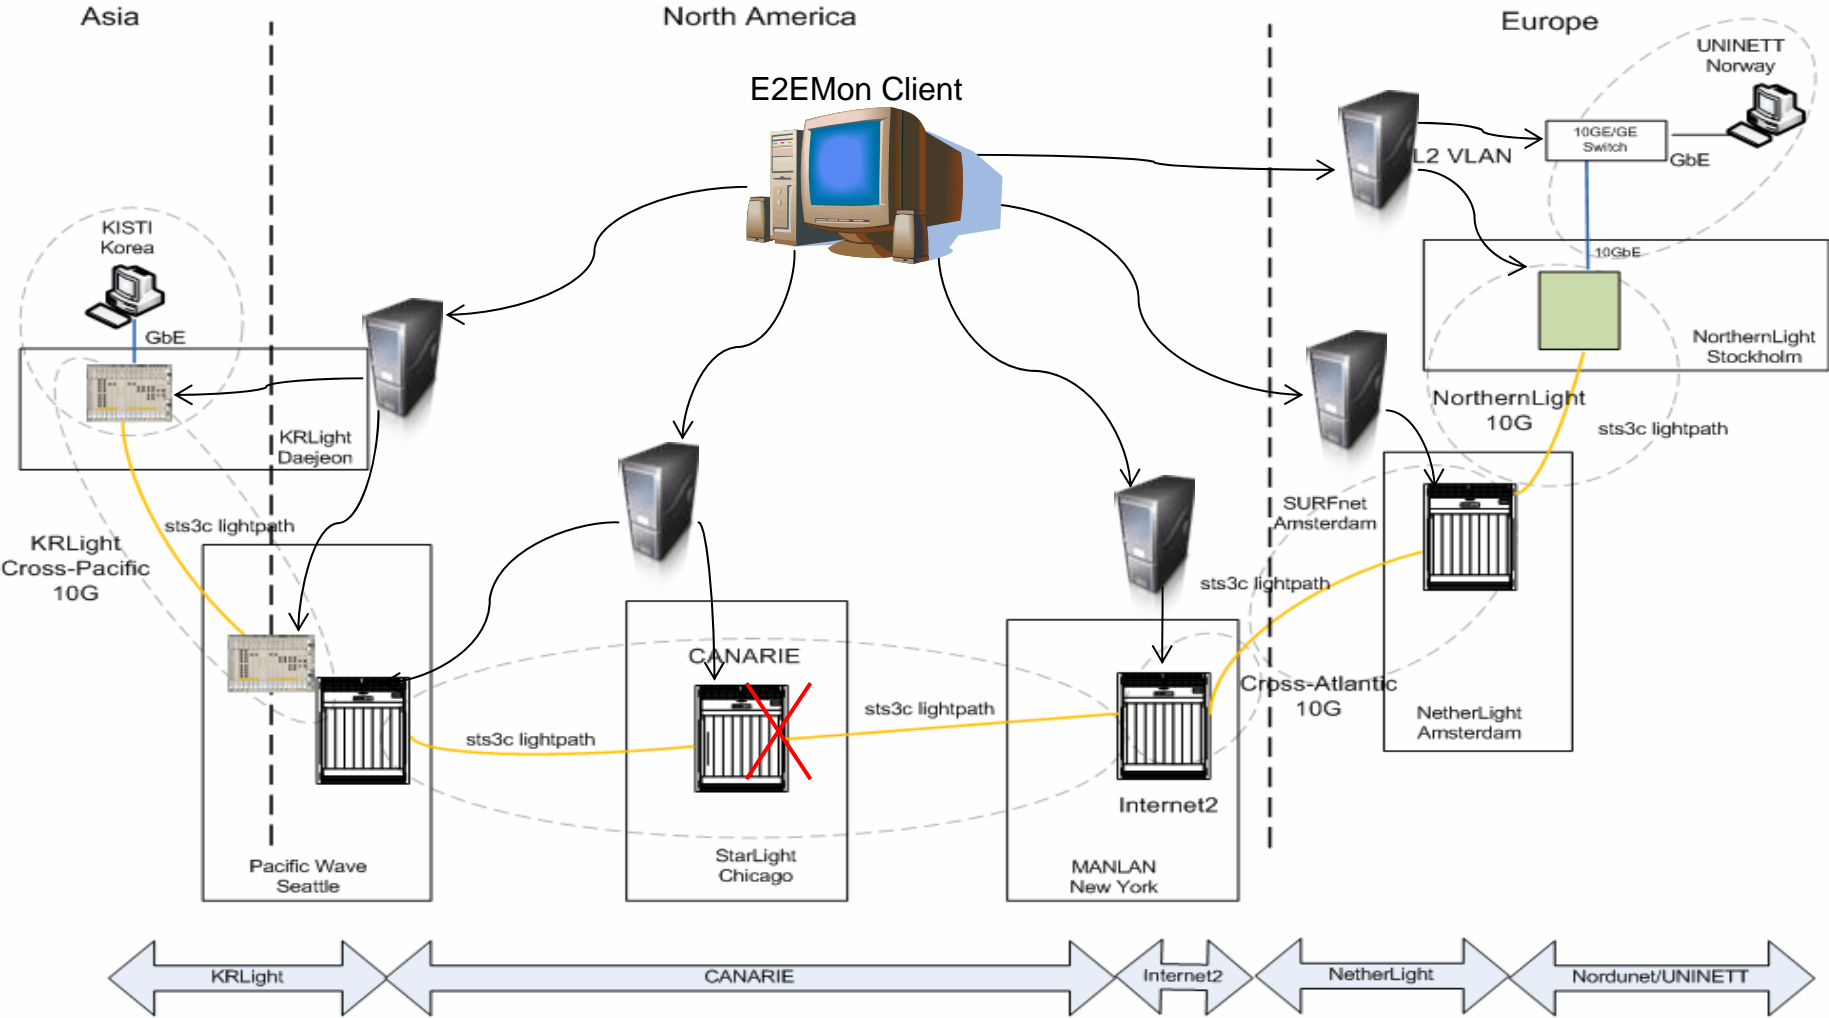 Asia
North America
Europe
E2EMon Client
UNINETT
Norway
10GE/GE
Switch
GbE
L2 VLAN
10GbE
NorthernLight
Stockholm
NorthernLight
10G
sts3c lightpath
KISTI
Korea
GbE
KRLight
Daejeon
sts3c lightpath
KRLight
Cross-Pacific
10G
SURFnet
Amsterdam
sts3c lightpath
CANARIE
Cross-Atlantic
10G
sts3c lightpath
sts3c lightpath
NetherLight
Amsterdam
Internet2
Pacific Wave
Seattle
StarLight
Chicago
MANLAN
New York
KRLight
CANARIE
Internet2
NetherLight
Nordunet/UNINETT